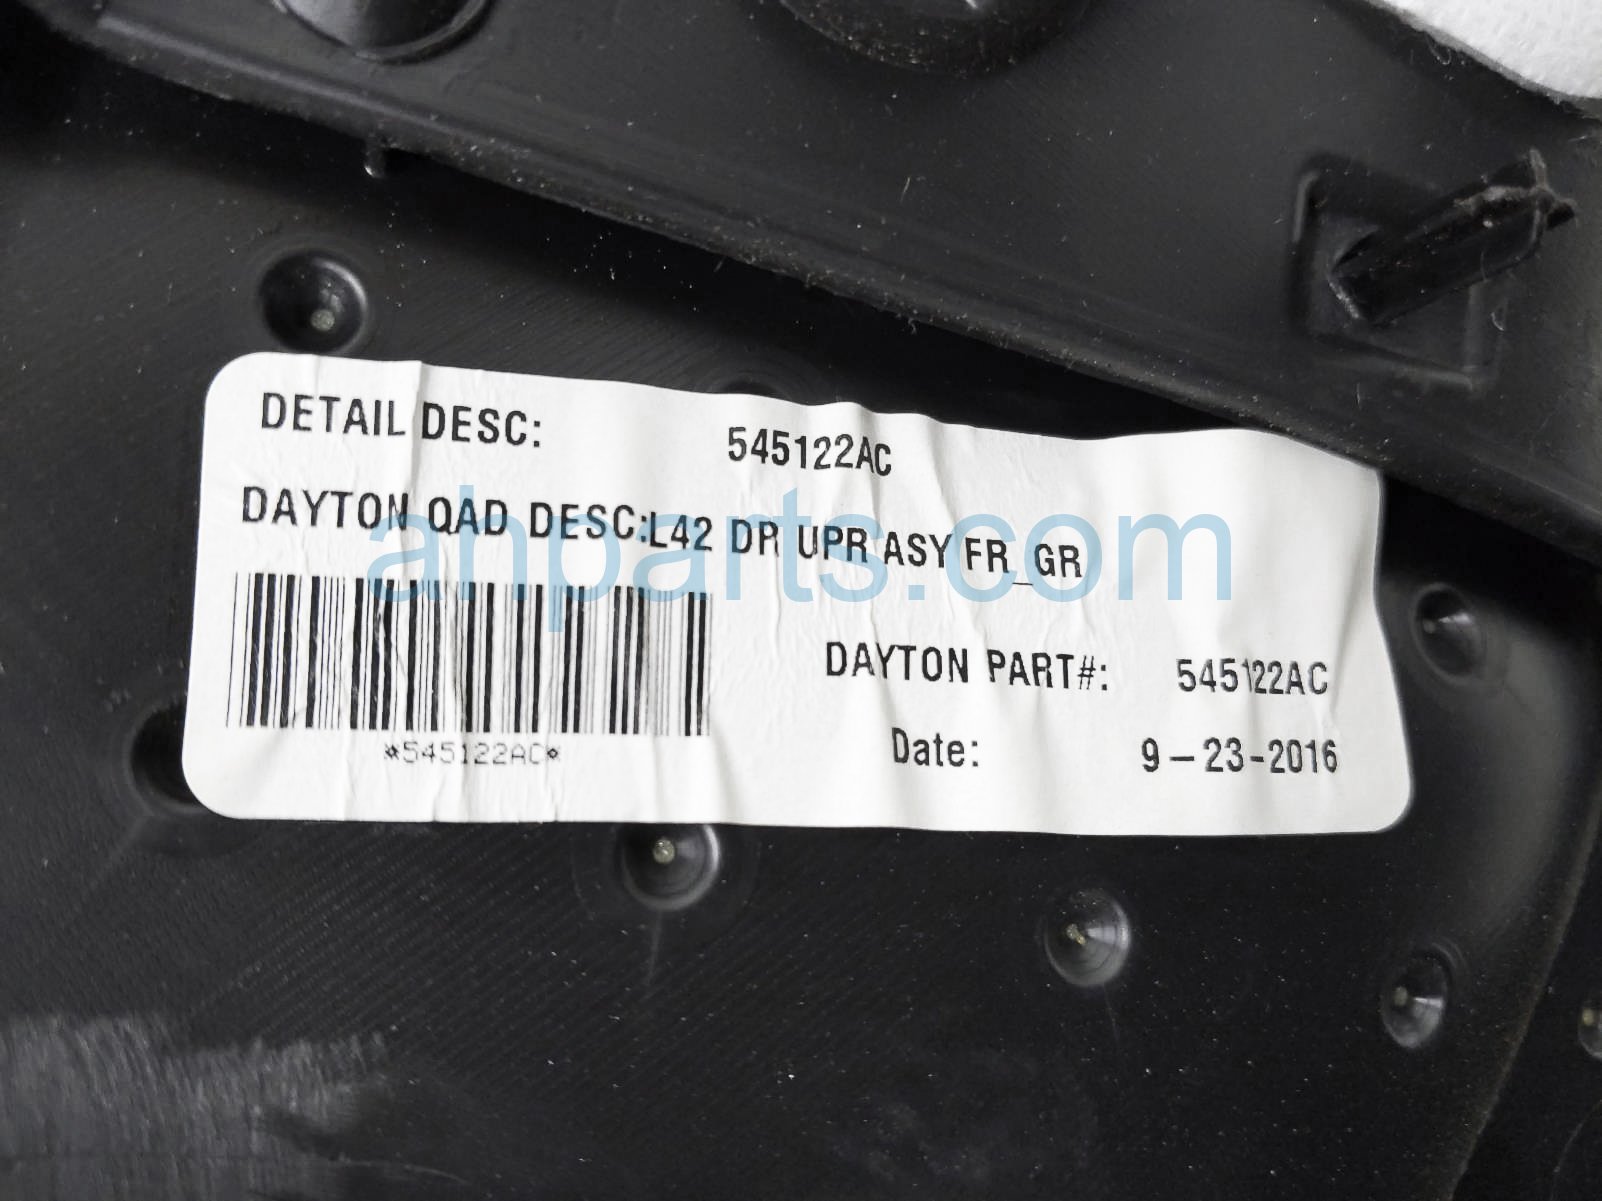 DETAIL DESC: 545122AC
DAYTON QAD DESC:L42 DR UPR ASY FR_GR
*545122AC*
DAYTON PART#: 545122AC
Date: 9-23-2016
ahparts.com